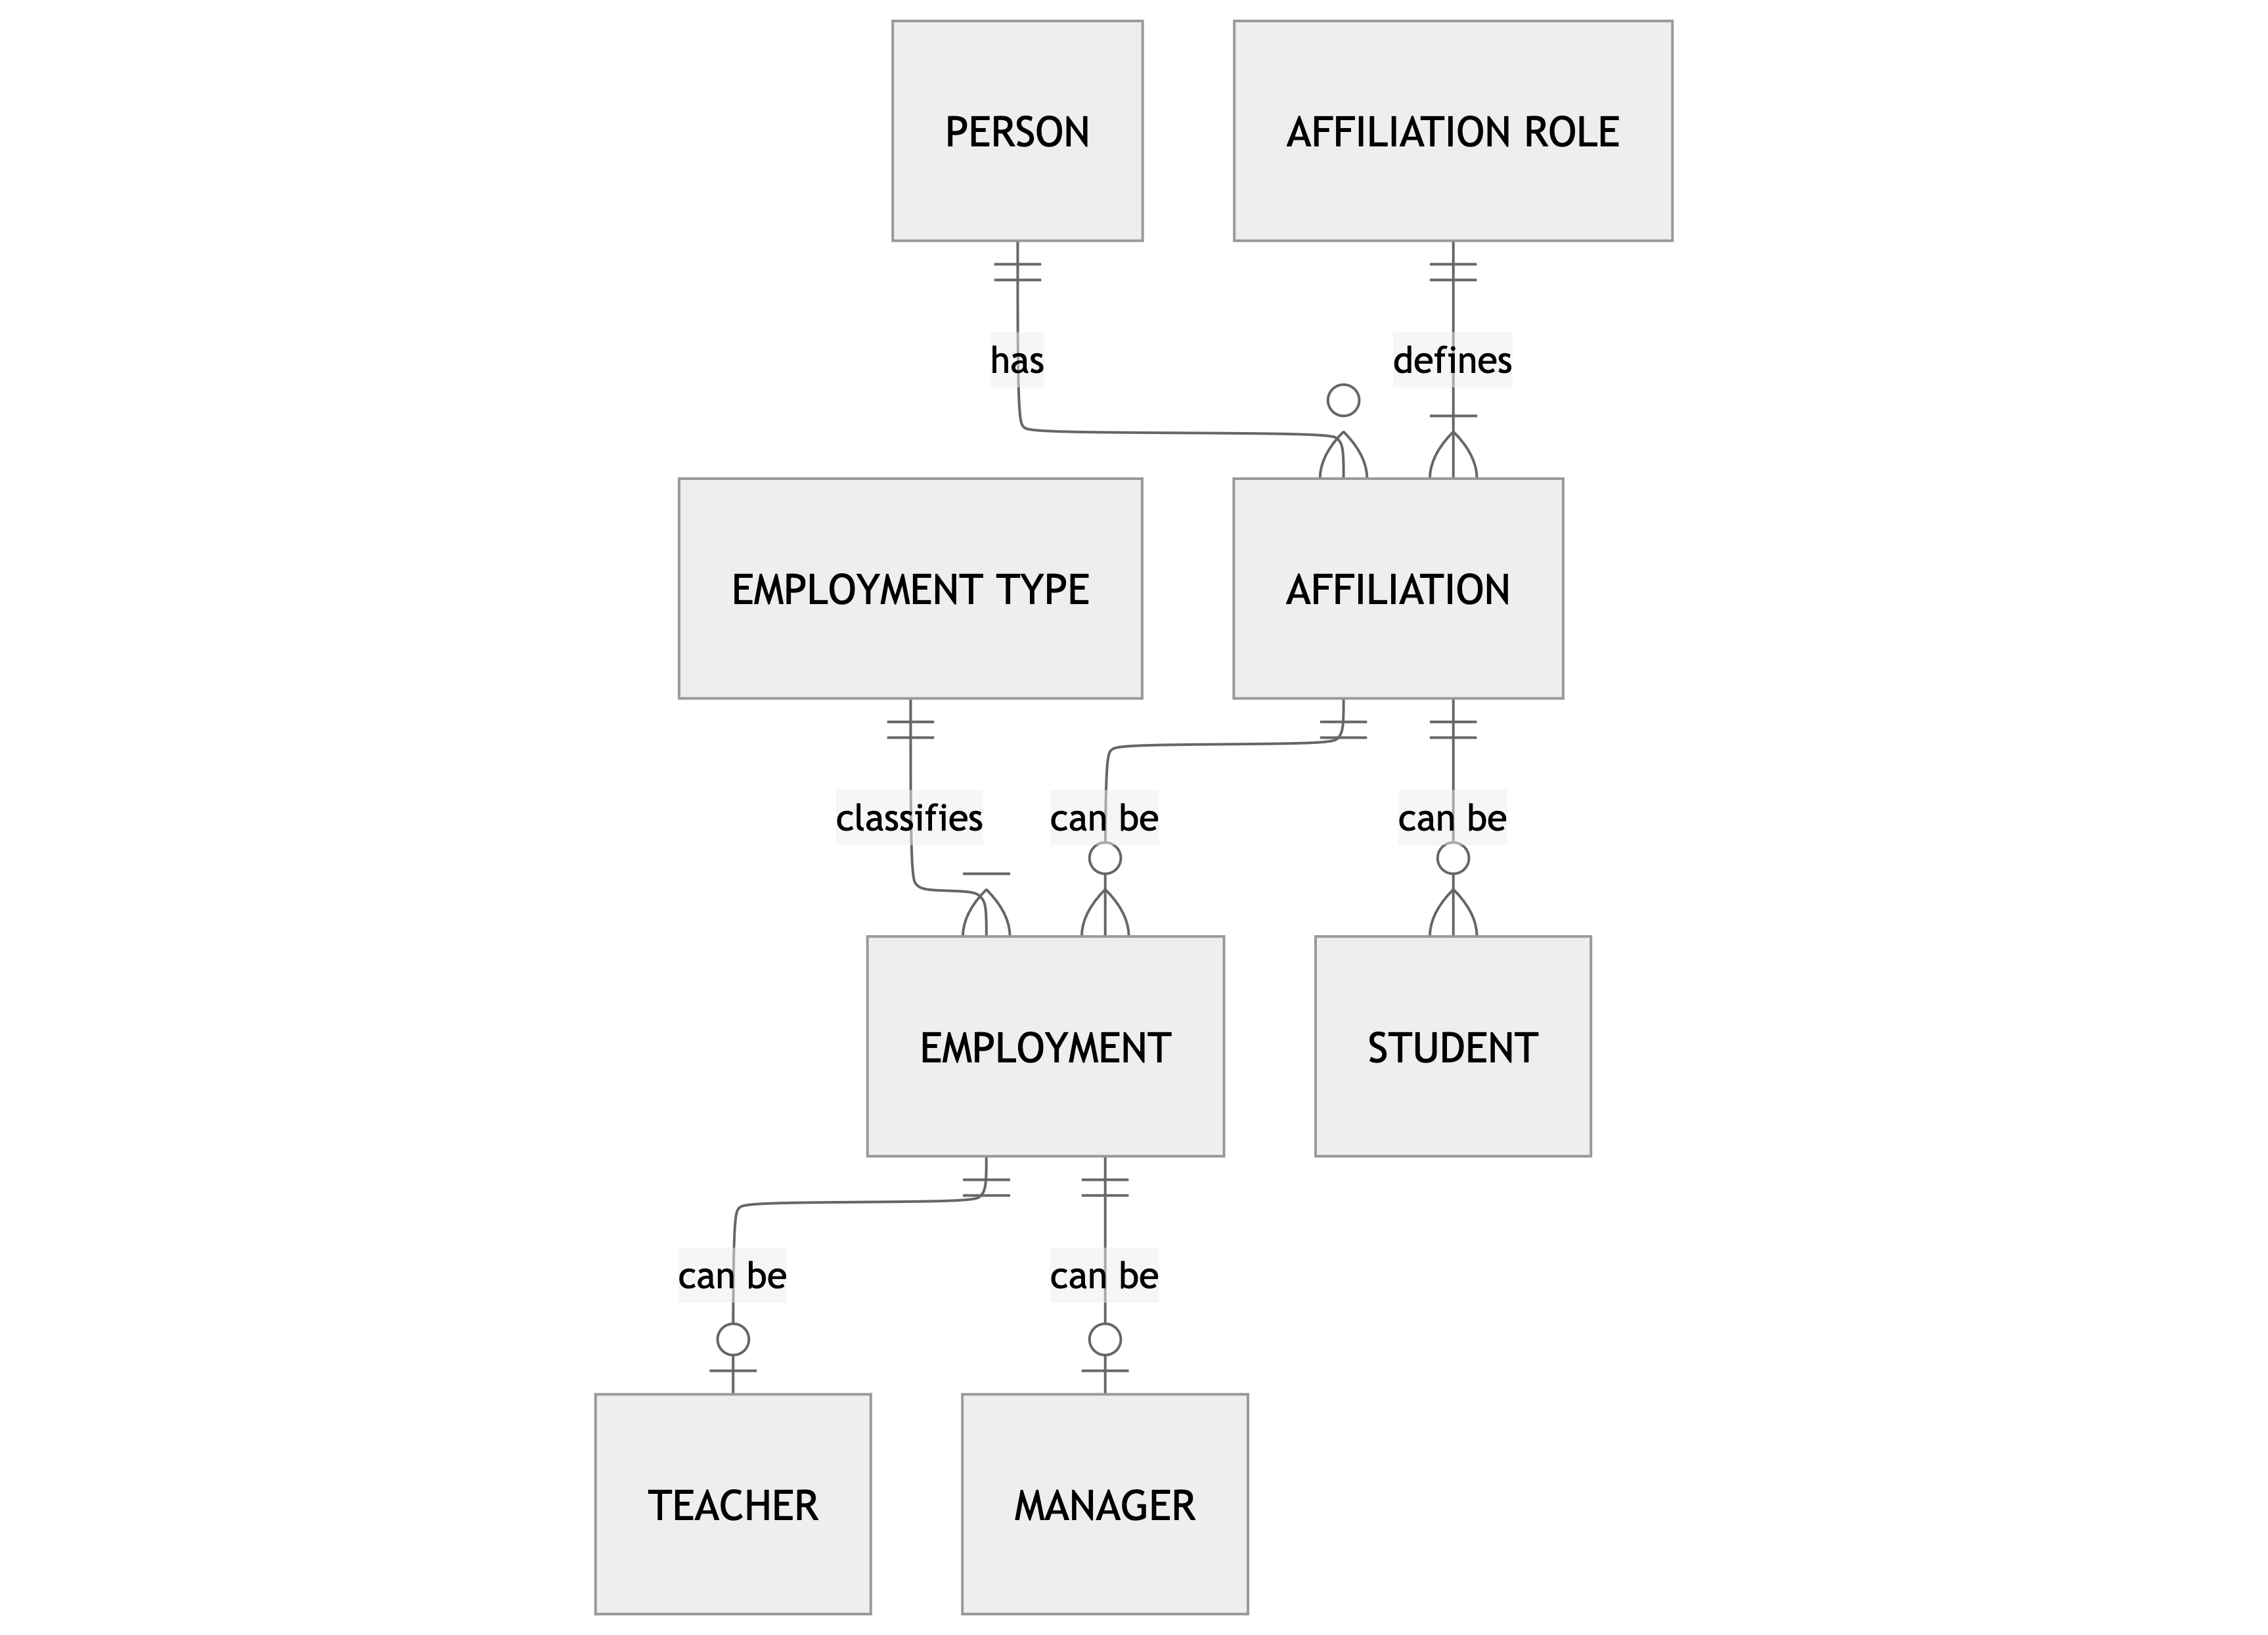 PERSON
AFFILIATION ROLE
has
defines
EMPLOYMENT TYPE
AFFILIATION
classifies
can be
can be
EMPLOYMENT
STUDENT
can be
can be
TEACHER
MANAGER